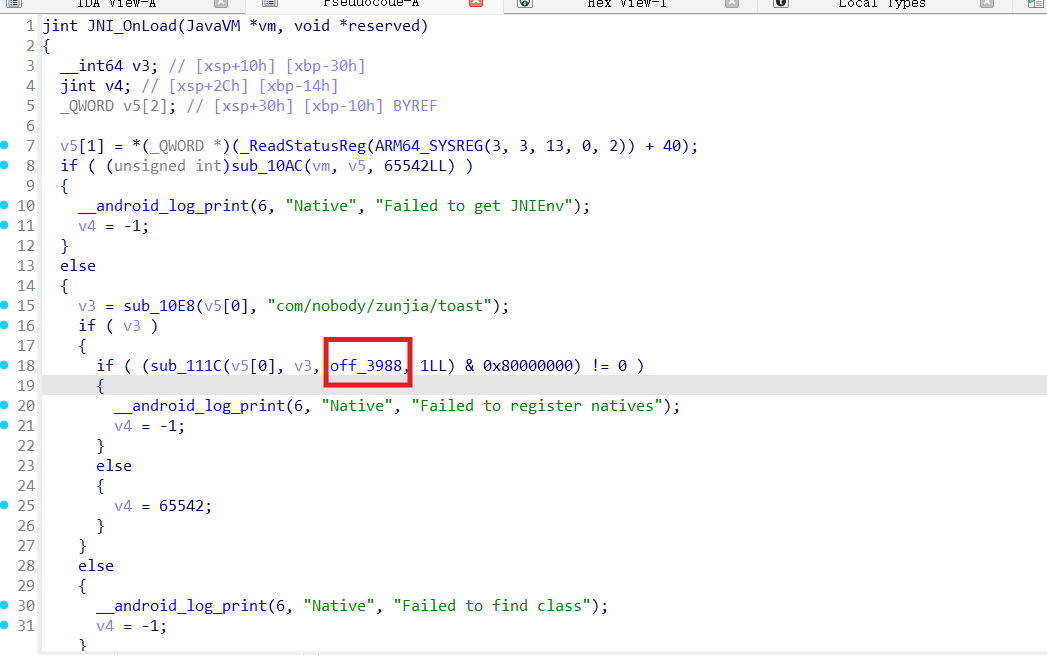 IDA View-A Pseudocode-A Hex View-1 Local Types
1 jint JNI_OnLoad(JavaVM *vm, void *reserved)
2 {
3 __int64 v3; // [xsp+10h] [xbp-30h]
4 jint v4; // [xsp+2Ch] [xbp-14h]
5 _QWORD v5[2]; // [xsp+30h] [xbp-10h] BYREF
6
7 v5[1] = *(_QWORD *)(_ReadStatusReg(ARM64_SYSREG(3, 3, 13, 0, 2)) + 40);
8 if ( (unsigned int)sub_10AC(vm, v5, 65542LL) )
9 {
10 __android_log_print(6, "Native", "Failed to get JNIEnv");
11 v4 = -1;
12 }
13 else
14 {
15 v3 = sub_10E8(v5[0], "com/nobody/zunjia/toast");
16 if ( v3 )
17 {
18 if ( (sub_111C(v5[0], v3, off_3988, 1LL) & 0x80000000) != 0 )
19 {
20 __android_log_print(6, "Native", "Failed to register natives");
21 v4 = -1;
22 }
23 else
24 {
25 v4 = 65542;
26 }
27 }
28 else
29 {
30 __android_log_print(6, "Native", "Failed to find class");
31 v4 = -1;
}